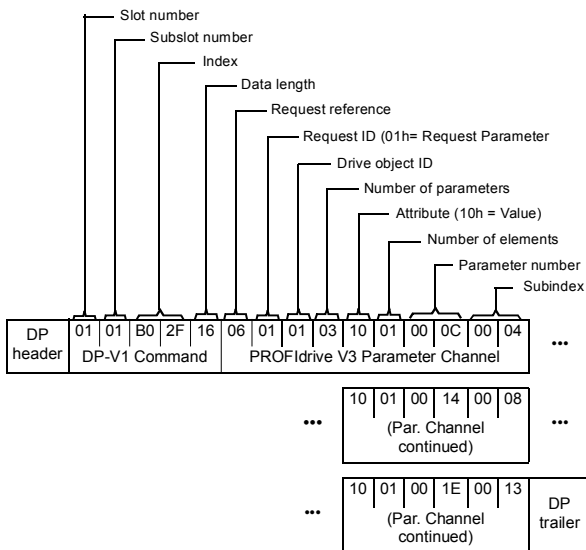 Slot number
Subslot number
Index
Data length
Request reference
Request ID (01h= Request Parameter
Drive object ID
Number of parameters
Attribute (10h = Value)
Number of elements
Parameter number
Subindex
DP header 01 01 B0 2F 16 06 01 01 03 10 01 00 0C 00 04 ...
DP-V1 Command PROFIdrive V3 Parameter Channel
... 10 01 00 14 00 08 ...
(Par. Channel
continued)
... 10 01 00 1E 00 13 DP trailer
(Par. Channel
continued)